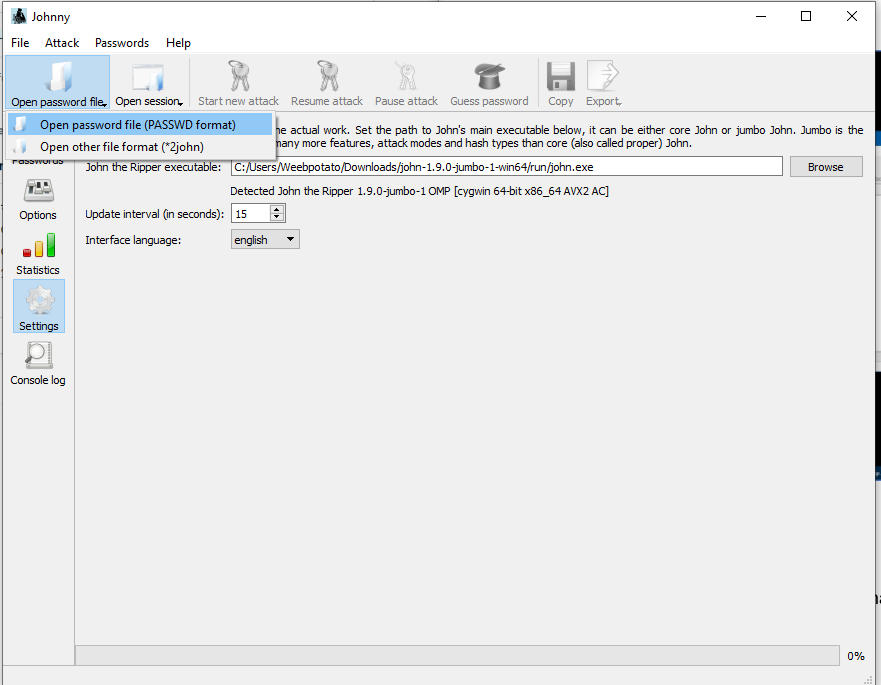 Johnny
File Attack Passwords Help
Open password file Open session Start new attack Resume attack Pause attack Guess password Copy Export
Open password file (PASSWD format)
Open other file format (*2john)
e actual work. Set the path to John's main executable below, it can be either core John or jumbo John. Jumbo is the
many more features, attack modes and hash types than core (also called proper) John.
Passwords
John the Ripper executable: C:/Users/Weebpotato/Downloads/john-1.9.0-jumbo-1-win64/run/john.exe Browse
Detected John the Ripper 1.9.0-jumbo-1 OMP [cygwin 64-bit x86_64 AVX2 AC]
Options
Update interval (in seconds): 15
Interface language: english
Statistics
Settings
Console log
0%